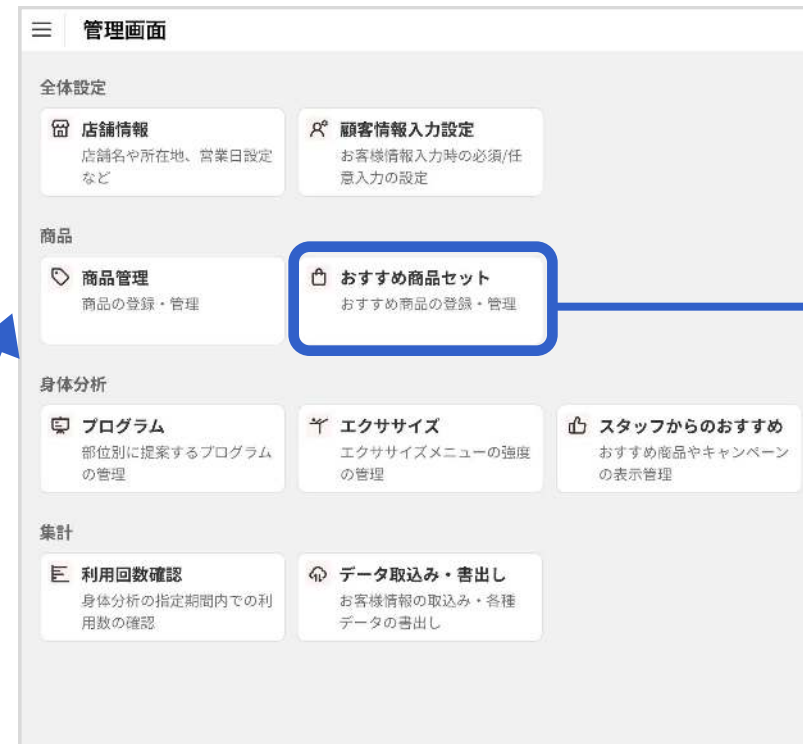 管理画面
全体設定
店舗情報
店舗名や所在地、営業日設定
など
顧客情報入力設定
お客様情報入力時の必須/任
意入力の設定
商品
商品管理
商品の登録・管理
おすすめ商品セット
おすすめ商品の登録・管理
身体分析
プログラム
部位別に提案するプログラム
の管理
エクササイズ
エクササイズメニューの強度
の管理
スタッフからのおすすめ
おすすめ商品やキャンペーン
の表示管理
集計
利用回数確認
身体分析の指定期間内での利
用数の確認
データ取込み・書出し
お客様情報の取込み・各種
データの書出し